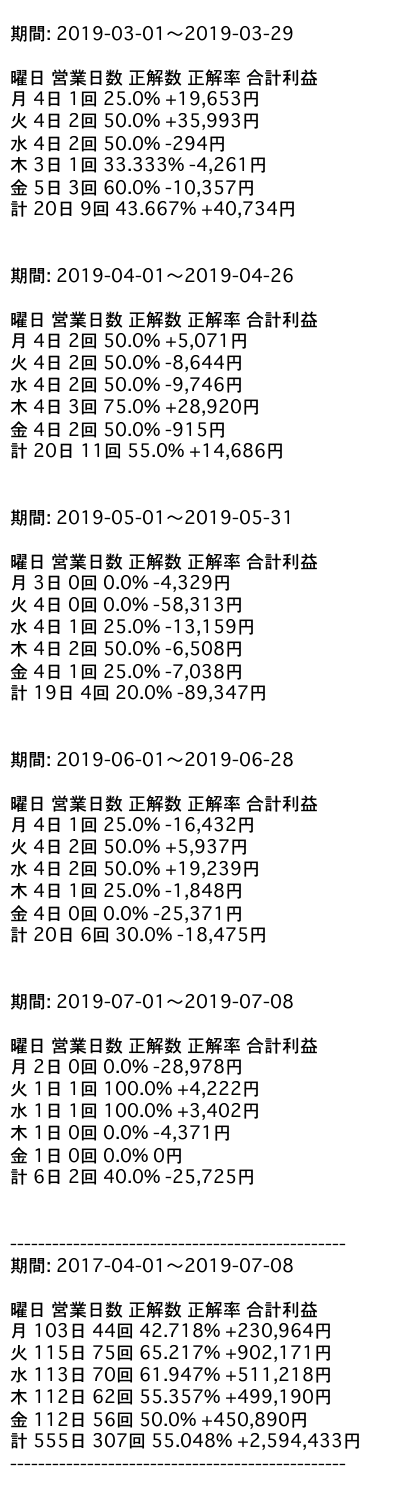 期間: 2019-03-01～2019-03-29
曜日 営業日数 正解数 正解率 合計利益
月 4日 1回 25.0% +19,653円
火 4日 2回 50.0% +35,993円
水 4日 2回 50.0% -294円
木 3日 1回 33.333% -4,261円
金 5日 3回 60.0% -10,357円
計 20日 9回 43.667% +40,734円
期間: 2019-04-01～2019-04-26
曜日 営業日数 正解数 正解率 合計利益
月 4日 2回 50.0% +5,071円
火 4日 2回 50.0% -8,644円
水 4日 2回 50.0% -9,746円
木 4日 3回 75.0% +28,920円
金 4日 2回 50.0% -915円
計 20日 11回 55.0% +14,686円
期間: 2019-05-01～2019-05-31
曜日 営業日数 正解数 正解率 合計利益
月 3日 0回 0.0% -4,329円
火 4日 0回 0.0% -58,313円
水 4日 1回 25.0% -13,159円
木 4日 2回 50.0% -6,508円
金 4日 1回 25.0% -7,038円
計 19日 4回 20.0% -89,347円
期間: 2019-06-01～2019-06-28
曜日 営業日数 正解数 正解率 合計利益
月 4日 1回 25.0% -16,432円
火 4日 2回 50.0% +5,937円
水 4日 2回 50.0% +19,239円
木 4日 1回 25.0% -1,848円
金 4日 0回 0.0% -25,371円
計 20日 6回 30.0% -18,475円
期間: 2019-07-01～2019-07-08
曜日 営業日数 正解数 正解率 合計利益
月 2日 0回 0.0% -28,978円
火 1日 1回 100.0% +4,222円
水 1日 1回 100.0% +3,402円
木 1日 0回 0.0% -4,371円
金 1日 0回 0.0% 0円
計 6日 2回 40.0% -25,725円
------------------------------------------------
期間: 2017-04-01～2019-07-08
曜日 営業日数 正解数 正解率 合計利益
月 103日 44回 42.718% +230,964円
火 115日 75回 65.217% +902,171円
水 113日 70回 61.947% +511,218円
木 112日 62回 55.357% +499,190円
金 112日 56回 50.0% +450,890円
計 555日 307回 55.048% +2,594,433円
------------------------------------------------